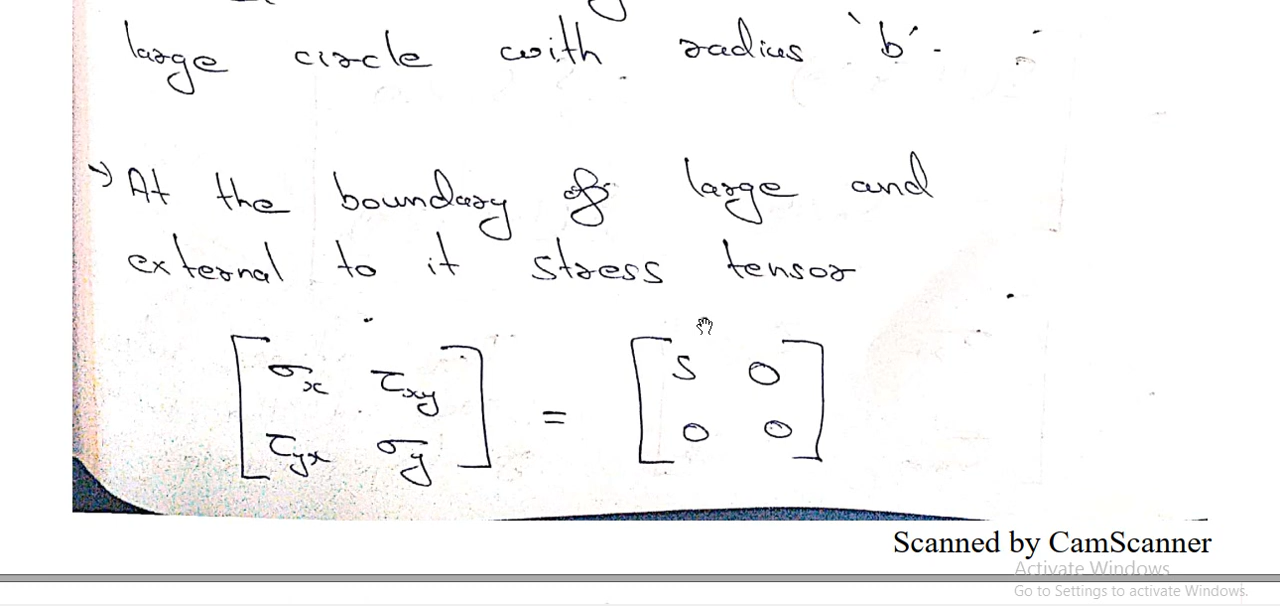 large circle with radius 'b'.
→ At the boundary of large and
external to it stress tensor
[σx τxy
τyx σy] = [S 0
0 0]
Scanned by CamScanner
Activate Windows
Go to Settings to activate Windows.